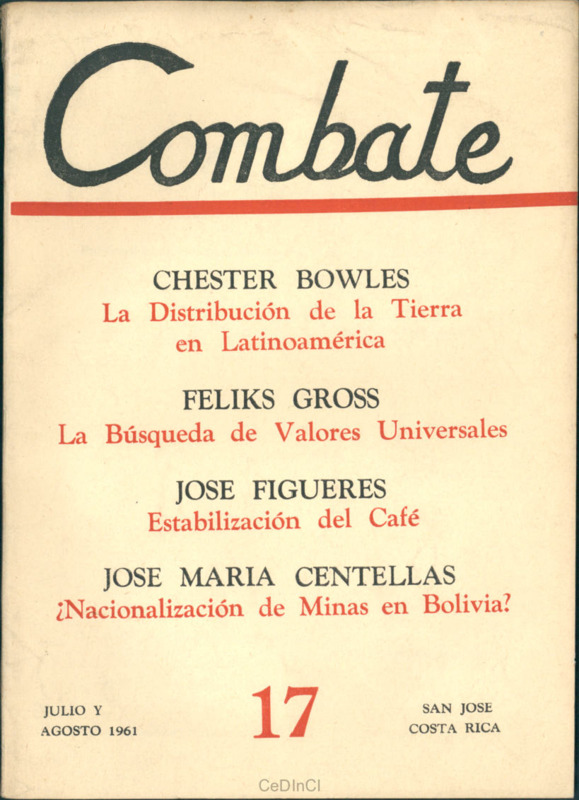 Combate
CHESTER BOWLES
La Distribución de la Tierra
en Latinoamérica
FELIKS GROSS
La Búsqueda de Valores Universales
JOSE FIGUERES
Estabilización del Café
JOSE MARIA CENTELLAS
¿Nacionalización de Minas en Bolivia?
JULIO Y
AGOSTO 1961
17
SAN JOSE
COSTA RICA
CeDInCI